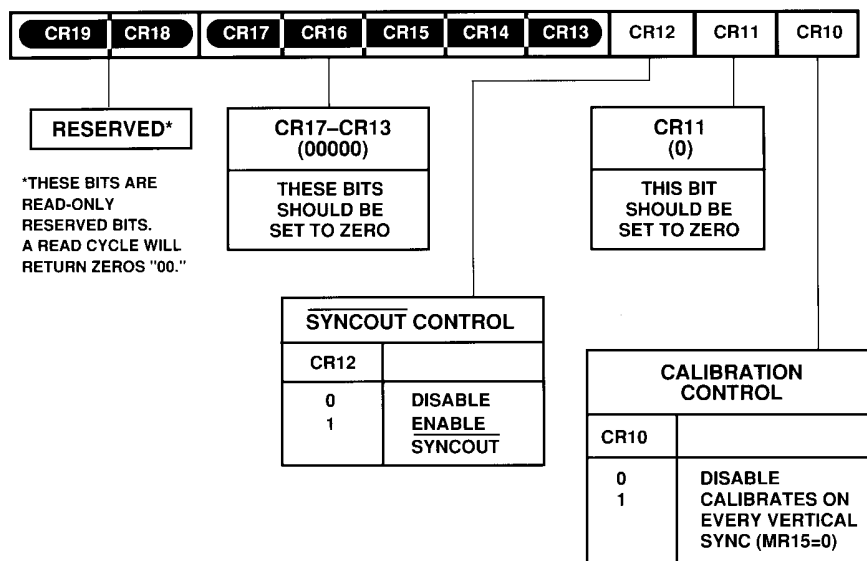 CR19 CR18 CR17 CR16 CR15 CR14 CR13 CR12 CR11 CR10
RESERVED*
*THESE BITS ARE
READ-ONLY
RESERVED BITS.
A READ CYCLE WILL
RETURN ZEROS "00."
CR17–CR13
(00000)
THESE BITS
SHOULD BE
SET TO ZERO
CR11
(0)
THIS BIT
SHOULD BE
SET TO ZERO
SYNCOUT CONTROL
CR12
0 DISABLE
1 ENABLE
SYNCOUT
CALIBRATION
CONTROL
CR10
0 DISABLE
1 CALIBRATES ON
EVERY VERTICAL
SYNC (MR15=0)